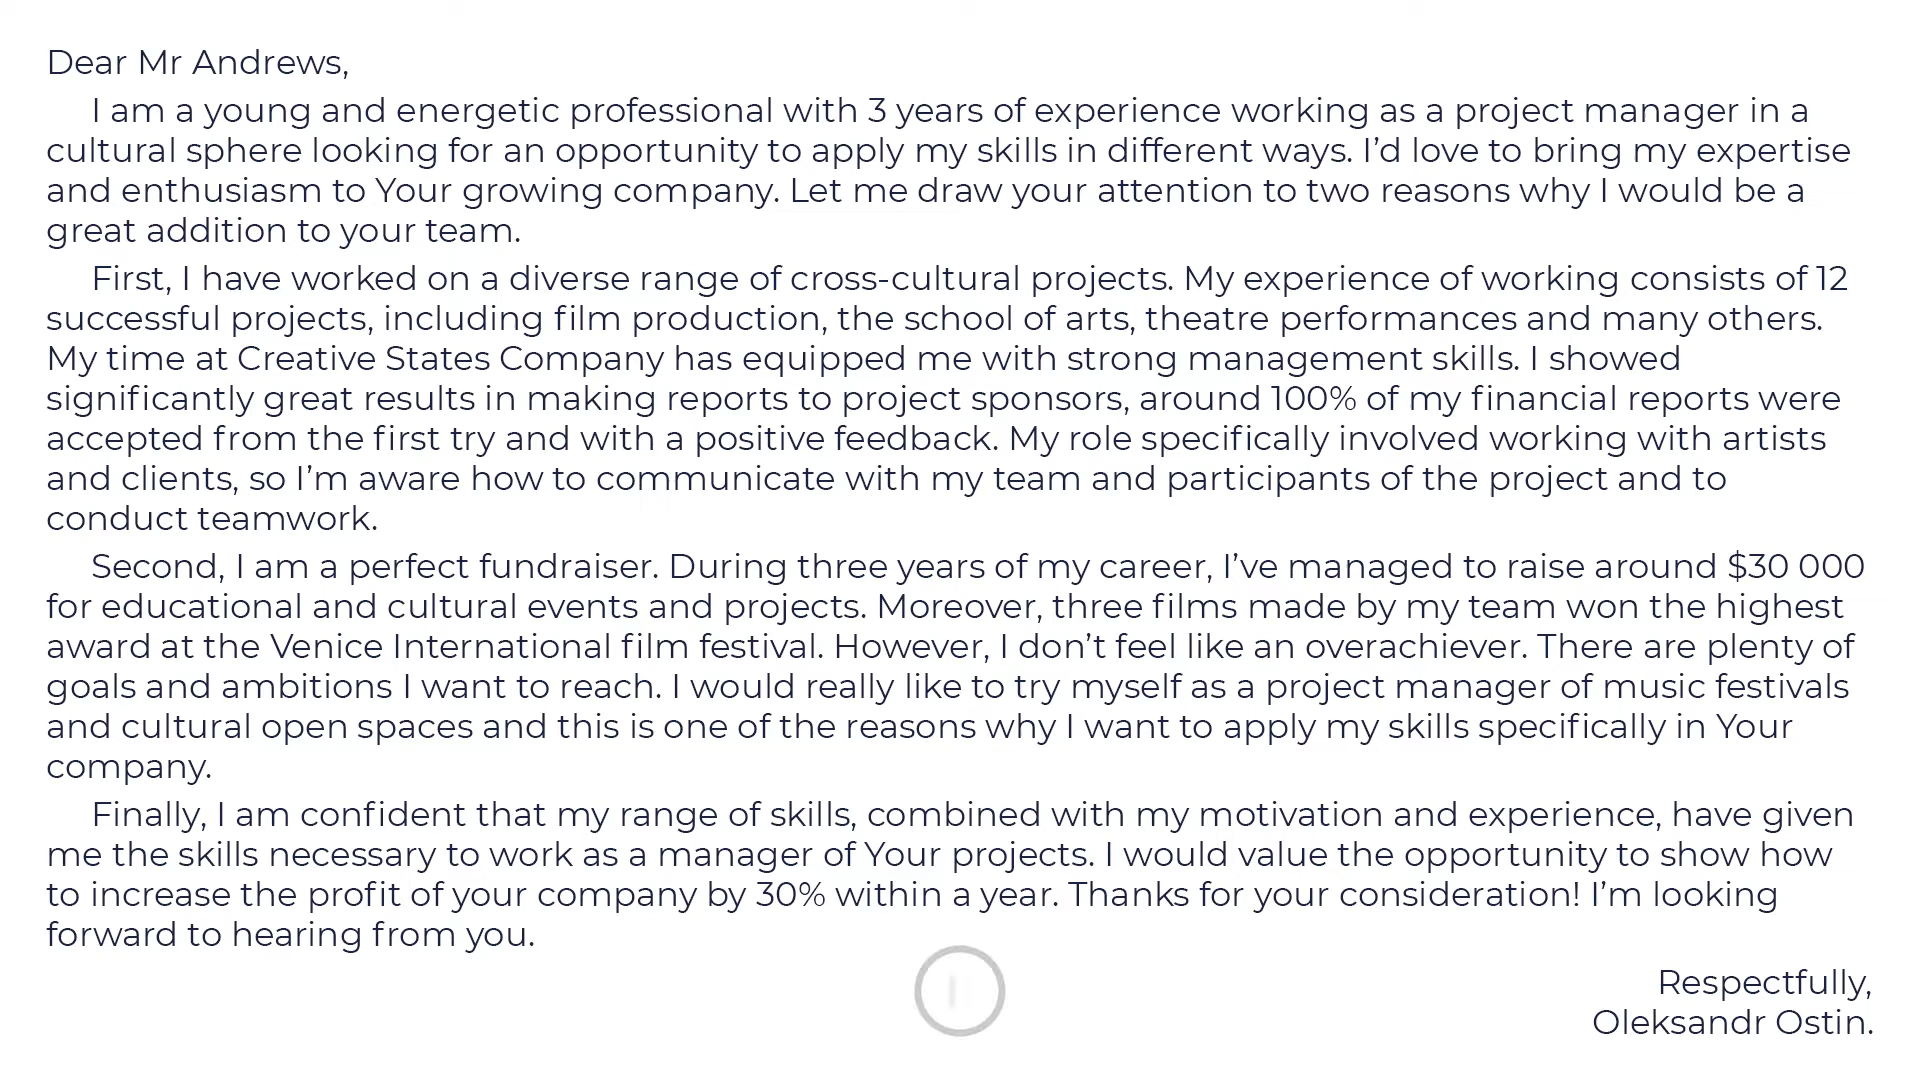 Dear Mr Andrews,
I am a young and energetic professional with 3 years of experience working as a project manager in a
cultural sphere looking for an opportunity to apply my skills in different ways. I’d love to bring my expertise
and enthusiasm to Your growing company. Let me draw your attention to two reasons why I would be a
great addition to your team.
First, I have worked on a diverse range of cross-cultural projects. My experience of working consists of 12
successful projects, including film production, the school of arts, theatre performances and many others.
My time at Creative States Company has equipped me with strong management skills. I showed
significantly great results in making reports to project sponsors, around 100% of my financial reports were
accepted from the first try and with a positive feedback. My role specifically involved working with artists
and clients, so I’m aware how to communicate with my team and participants of the project and to
conduct teamwork.
Second, I am a perfect fundraiser. During three years of my career, I’ve managed to raise around $30 000
for educational and cultural events and projects. Moreover, three films made by my team won the highest
award at the Venice International film festival. However, I don’t feel like an overachiever. There are plenty of
goals and ambitions I want to reach. I would really like to try myself as a project manager of music festivals
and cultural open spaces and this is one of the reasons why I want to apply my skills specifically in Your
company.
Finally, I am confident that my range of skills, combined with my motivation and experience, have given
me the skills necessary to work as a manager of Your projects. I would value the opportunity to show how
to increase the profit of your company by 30% within a year. Thanks for your consideration! I’m looking
forward to hearing from you.
Respectfully,
Oleksandr Ostin.